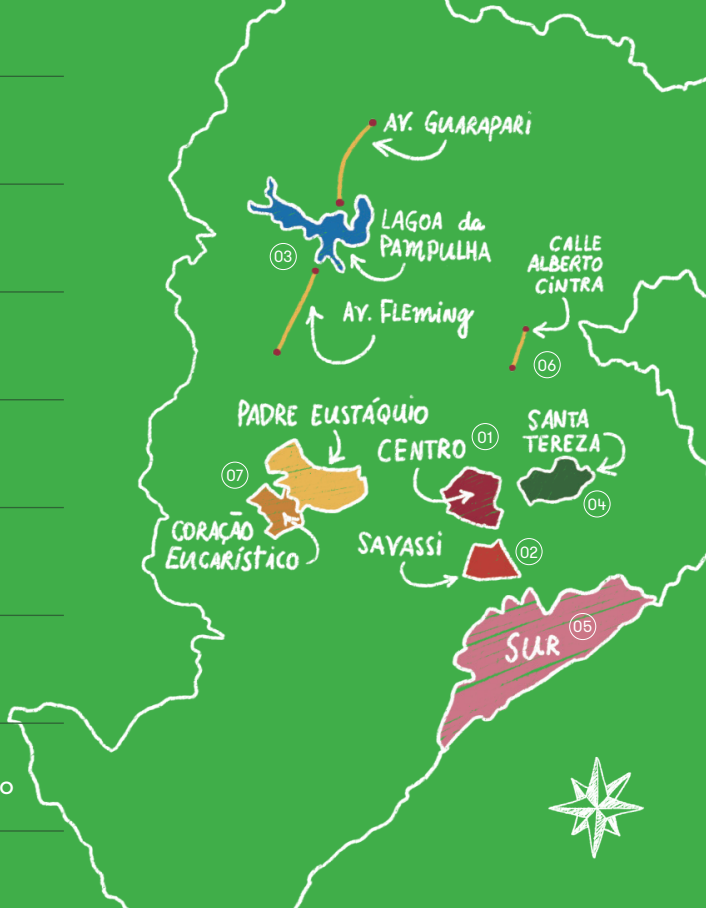 AV. GUARAPARI
LAGOA da
PAMPULHA
03
CALLE
ALBERTO
CINTRA
AV. FLEMING
06
PADRE EUSTÁQUIO
01
CENTRO
SANTA
TEREZA
07
04
CORAÇÃO
EUCARÍSTICO
SAVASSI
02
05
SUR
O